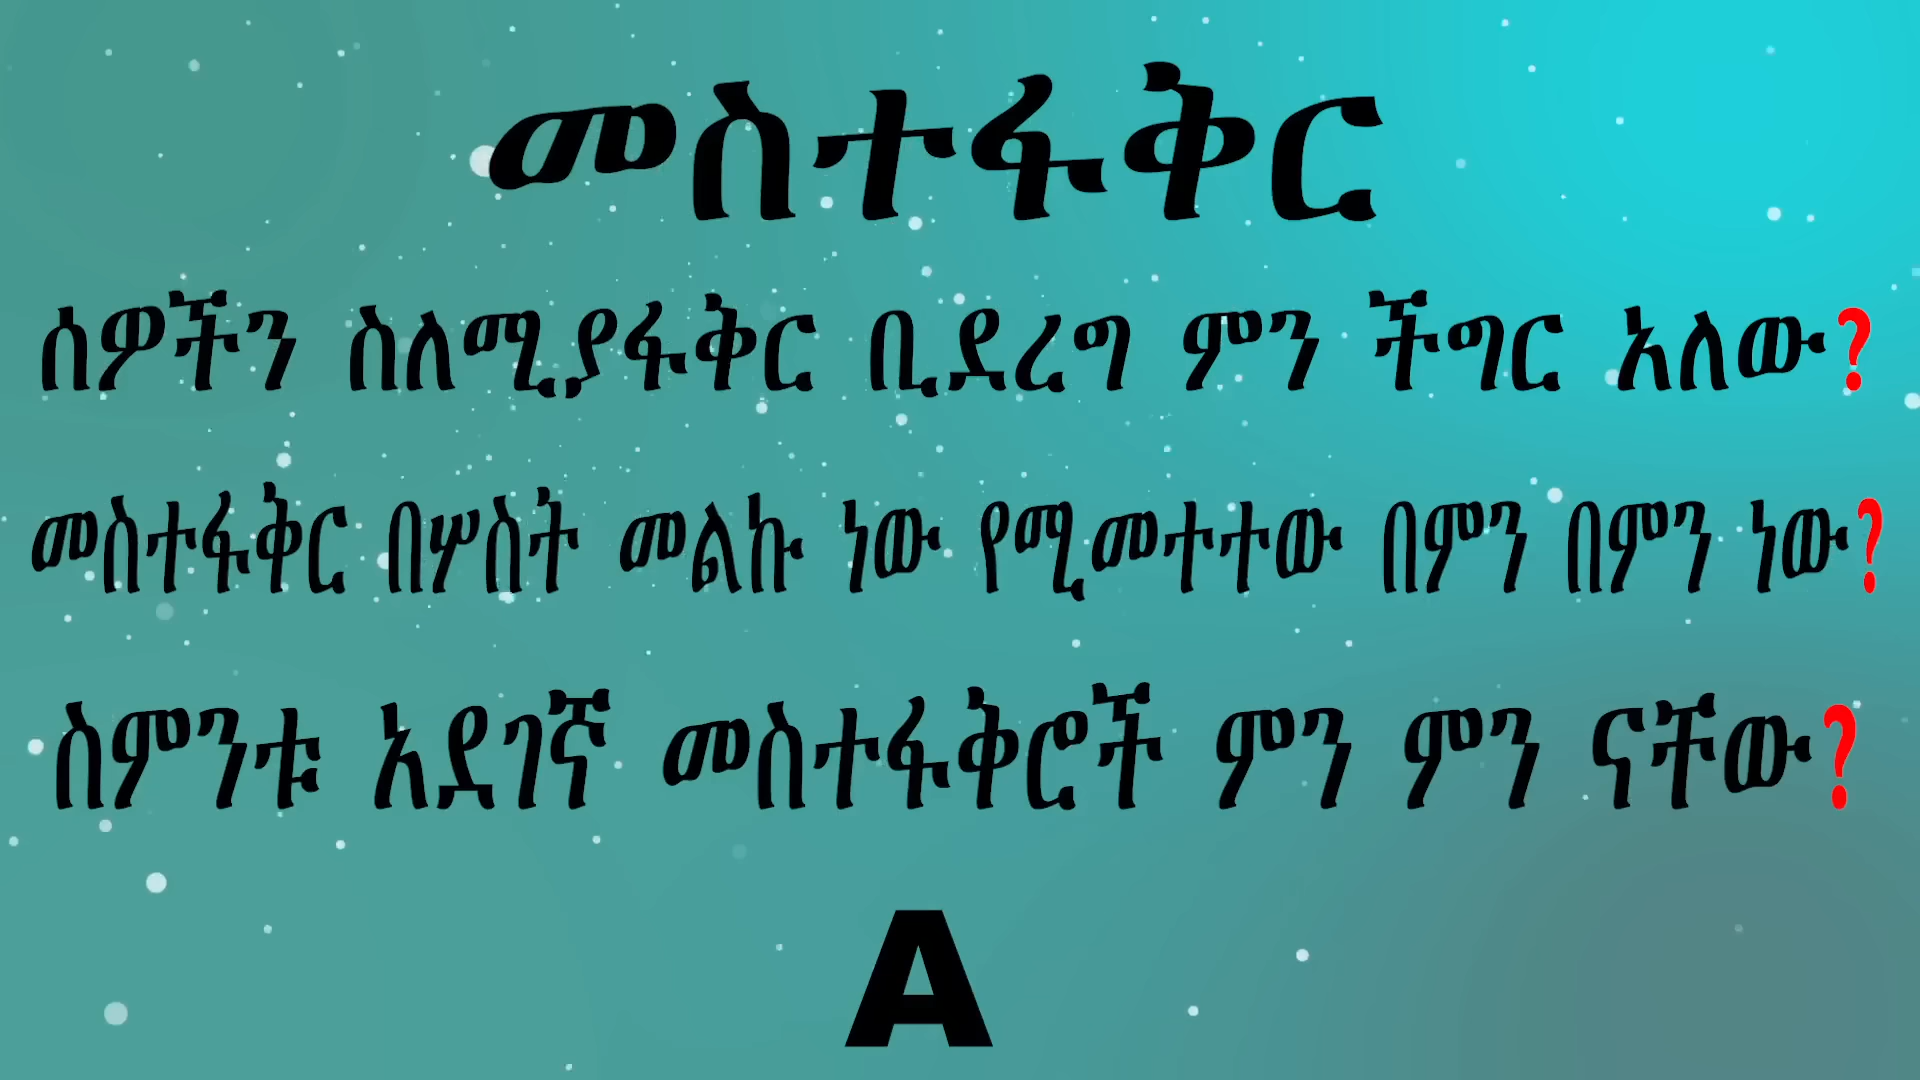 መስተፋቅር
ሰዎችን ስለሚያፋቅር ቢደረግ ምን ችግር አለው?
መስተፋቅር በሦስት መልኩ ነው የሚመተተው በምን በምን ነው?
ስምንቱ አደገኛ መስተፋቅሮች ምን ምን ናቸው?
A